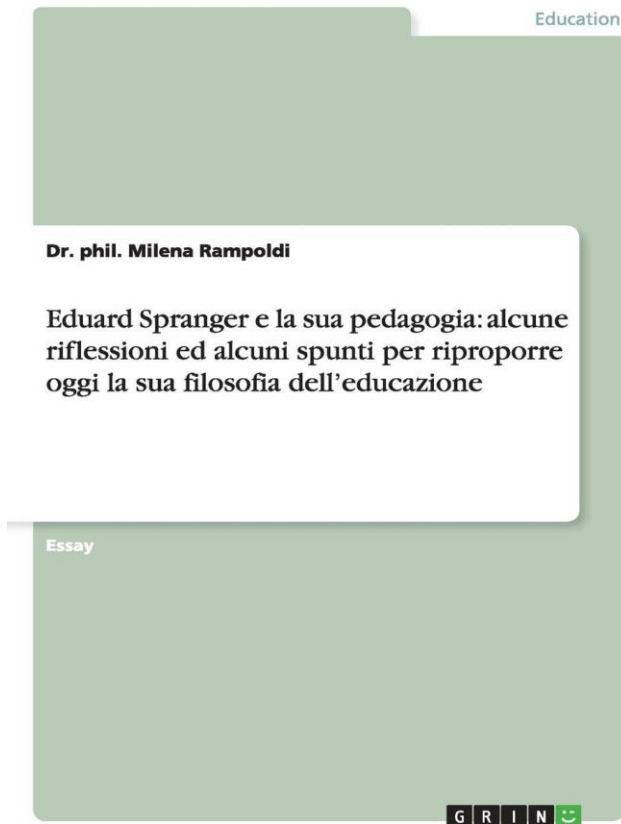 Education
Dr. phil. Milena Rampoldi
Eduard Spranger e la sua pedagogia: alcune
riflessioni ed alcuni spunti per riproporre
oggi la sua filosofia dell'educazione
Essay
GRIN